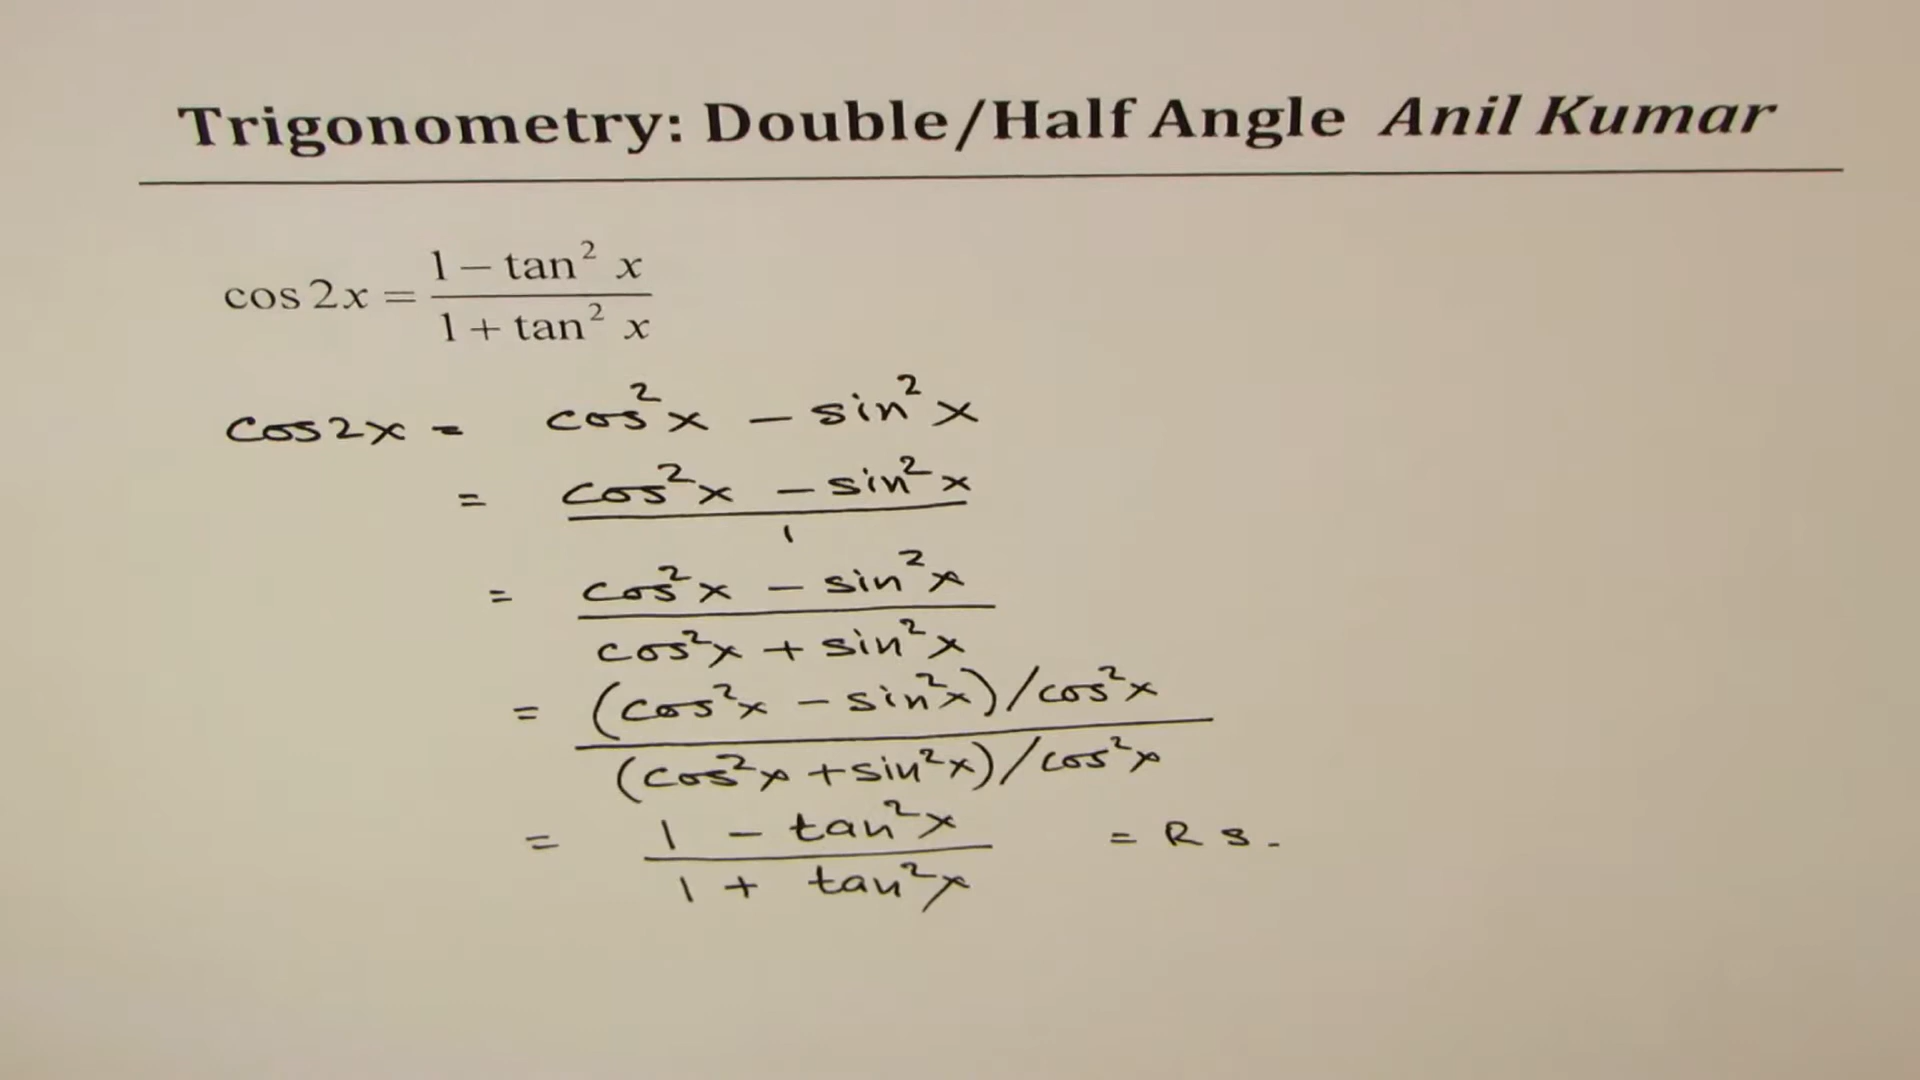 Trigonometry: Double/Half Angle Anil Kumar
cos 2x = (1 − tan² x)/(1 + tan² x)
cos2x = cos²x − sin²x
= (cos²x − sin²x)/1
= (cos²x − sin²x)/(cos²x + sin²x)
= ((cos²x − sin²x)/cos²x)/((cos²x + sin²x)/cos²x)
= (1 − tan²x)/(1 + tan²x) = R S.